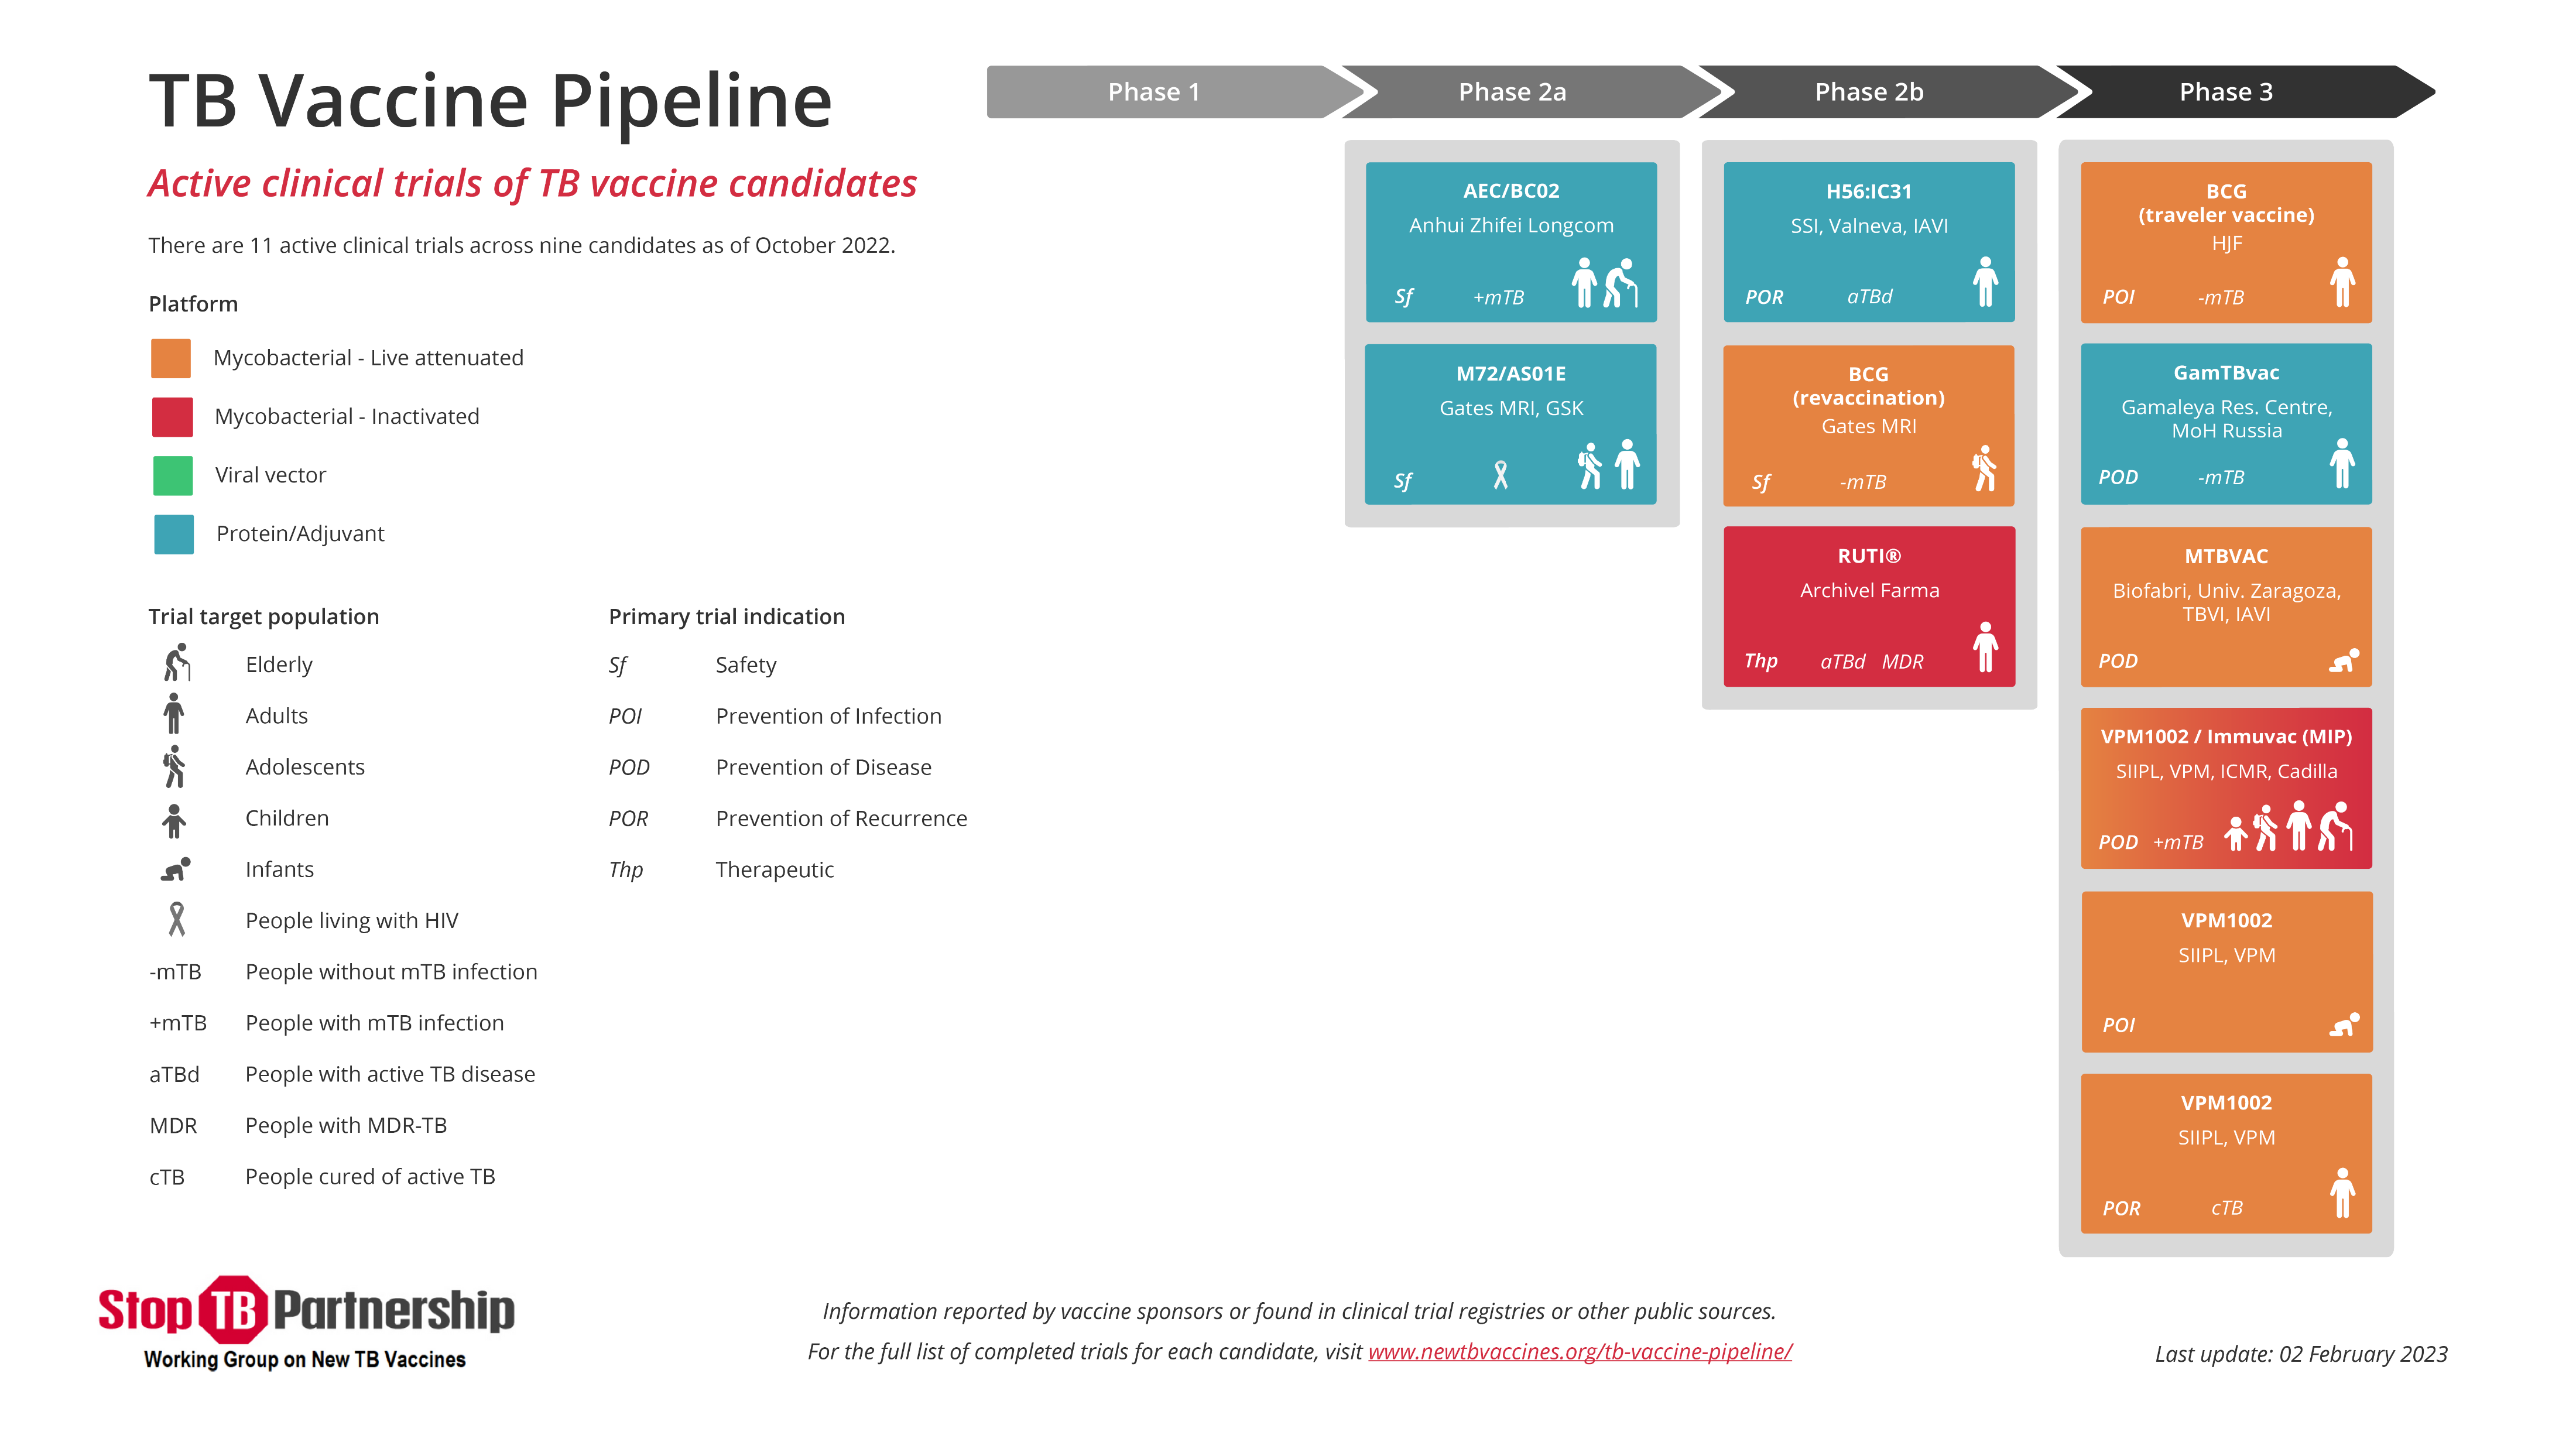 TB Vaccine Pipeline
Active clinical trials of TB vaccine candidates
There are 11 active clinical trials across nine candidates as of October 2022.
Platform
Mycobacterial - Live attenuated
Mycobacterial - Inactivated
Viral vector
Protein/Adjuvant
Trial target population
Elderly
Adults
Adolescents
Children
Infants
People living with HIV
-mTB People without mTB infection
+mTB People with mTB infection
aTBd People with active TB disease
MDR People with MDR-TB
cTB People cured of active TB
Primary trial indication
Sf Safety
POI Prevention of Infection
POD Prevention of Disease
POR Prevention of Recurrence
Thp Therapeutic
Phase 1
Phase 2a
Phase 2b
Phase 3
AEC/BC02
Anhui Zhifei Longcom
Sf +mTB
M72/AS01E
Gates MRI, GSK
Sf
H56:IC31
SSI, Valneva, IAVI
POR aTBd
BCG
(revaccination)
Gates MRI
Sf -mTB
RUTI®
Archivel Farma
Thp aTBd MDR
BCG
(traveler vaccine)
HJF
POI -mTB
GamTBvac
Gamaleya Res. Centre,
MoH Russia
POD -mTB
MTBVAC
Biofabri, Univ. Zaragoza,
TBVI, IAVI
POD
VPM1002 / Immuvac (MIP)
SIIPL, VPM, ICMR, Cadilla
POD +mTB
VPM1002
SIIPL, VPM
POI
VPM1002
SIIPL, VPM
POR cTB
Stop TB Partnership
Working Group on New TB Vaccines
Information reported by vaccine sponsors or found in clinical trial registries or other public sources.
For the full list of completed trials for each candidate, visit www.newtbvaccines.org/tb-vaccine-pipeline/
Last update: 02 February 2023